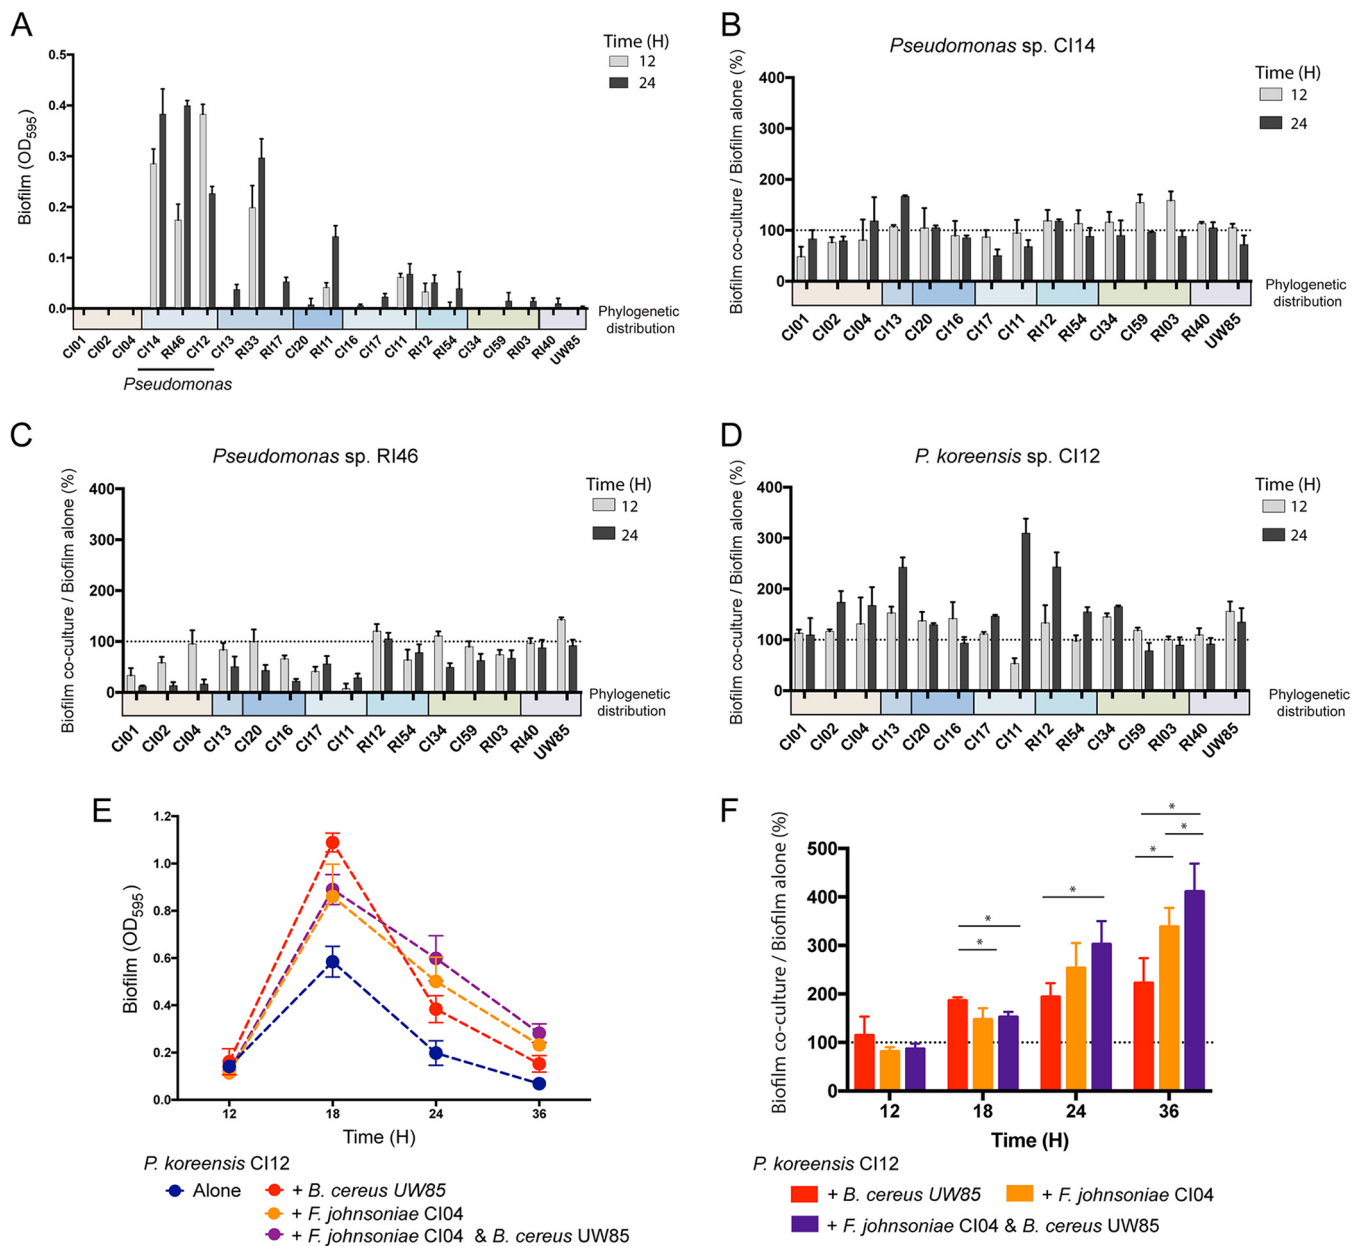 A
Time (H)
12
24
Biofilm (OD595)
0.5
0.4
0.3
0.2
0.1
0.0
Phylogenetic
distribution
CI01 CI02 CI04 CI14 RI46 CI12 CI13 RI33 RI17 CI20 RI11 CI16 CI17 CI11 RI12 RI54 CI34 CI59 RI03 RI40 UW85
Pseudomonas
B
Pseudomonas sp. CI14
Time (H)
12
24
Biofilm co-culture / Biofilm alone (%)
400
300
200
100
0
Phylogenetic
distribution
CI01 CI02 CI04 CI13 CI20 CI16 CI17 CI11 RI12 RI54 CI34 CI59 RI03 RI40 UW85
C
Pseudomonas sp. RI46
Time (H)
12
24
Biofilm co-culture / Biofilm alone (%)
400
300
200
100
0
Phylogenetic
distribution
CI01 CI02 CI04 CI13 CI20 CI16 CI17 CI11 RI12 RI54 CI34 CI59 RI03 RI40 UW85
D
P. koreensis sp. CI12
Time (H)
12
24
Biofilm co-culture / Biofilm alone (%)
400
300
200
100
0
Phylogenetic
distribution
CI01 CI02 CI04 CI13 CI20 CI16 CI17 CI11 RI12 RI54 CI34 CI59 RI03 RI40 UW85
E
Biofilm (OD595)
1.2
1.0
0.8
0.6
0.4
0.2
0.0
12 18 24 36
Time (H)
P. koreensis CI12
Alone
+ B. cereus UW85
+ F. johnsoniae CI04
+ F. johnsoniae CI04 & B. cereus UW85
F
Biofilm co-culture / Biofilm alone (%)
500
400
300
200
100
0
* * * * * *
12 18 24 36
Time (H)
P. koreensis CI12
+ B. cereus UW85
+ F. johnsoniae CI04
+ F. johnsoniae CI04 & B. cereus UW85